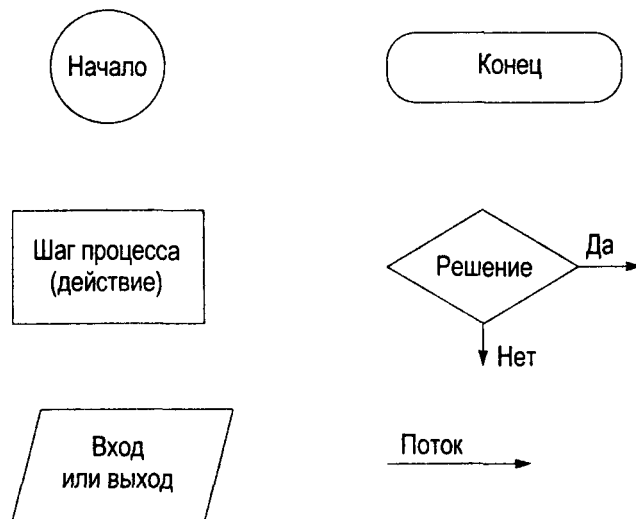 Начало
Конец
Шаг процесса
(действие)
Решение
Да
Нет
Вход
или выход
Поток